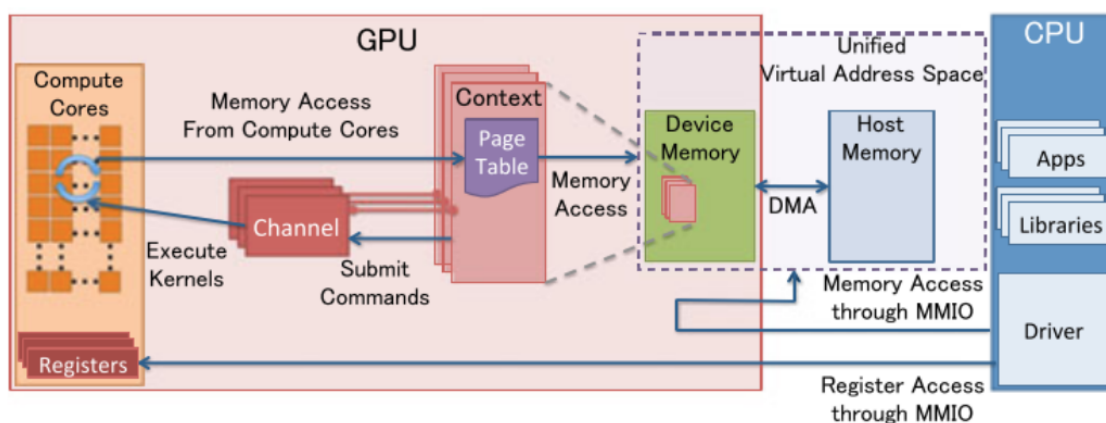 GPU
CPU
Compute
Cores
Memory Access
From Compute Cores
Context
Page
Table
Unified
Virtual Address Space
Device
Memory
Host
Memory
Memory
Access
DMA
Channel
Execute
Kernels
Submit
Commands
Apps
Libraries
Memory Access
through MMIO
Driver
Registers
Register Access
through MMIO